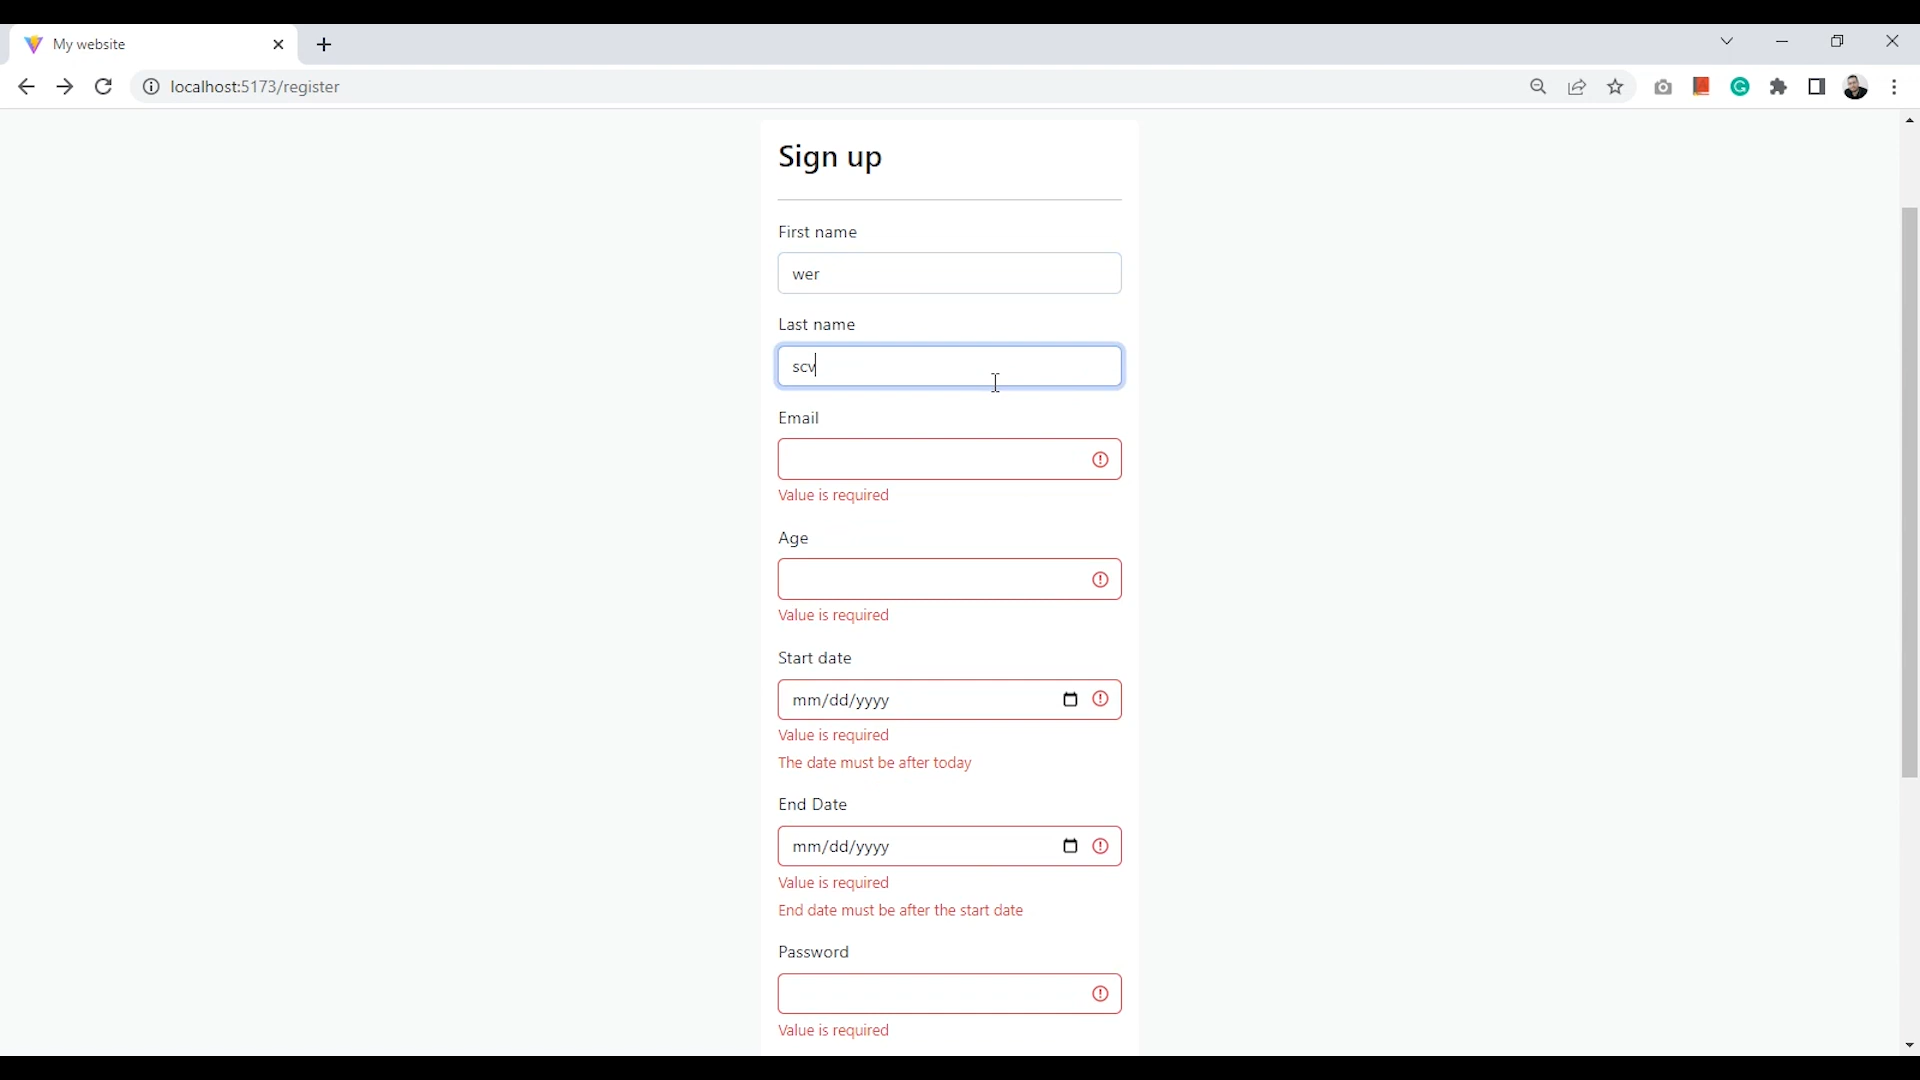 My website
localhost:5173/register
Sign up
First name
wer
Last name
scv
Email
Value is required
Age
Value is required
Start date
mm/dd/yyyy
Value is required
The date must be after today
End Date
mm/dd/yyyy
Value is required
End date must be after the start date
Password
Value is required